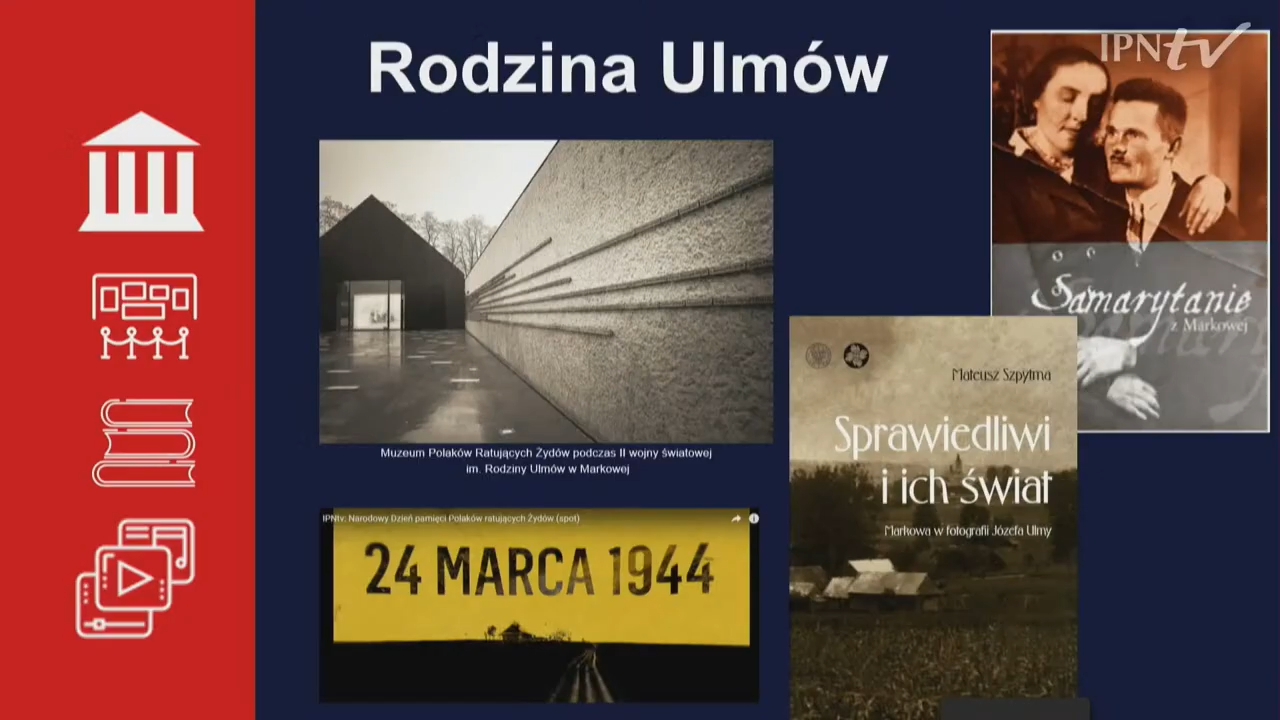 Rodzina Ulmów
IPNtv
Muzeum Polaków Ratujących Żydów podczas II wojny światowej
im. Rodziny Ulmów w Markowej
IPNtv: Narodowy Dzień pamięci Polaków ratujących Żydów (spot)
24 MARCA 1944
Samarytanie
z Markowej
Mateusz Szpytma
Sprawiedliwi
i ich świat
Markowa w fotografii Józefa Ulmy